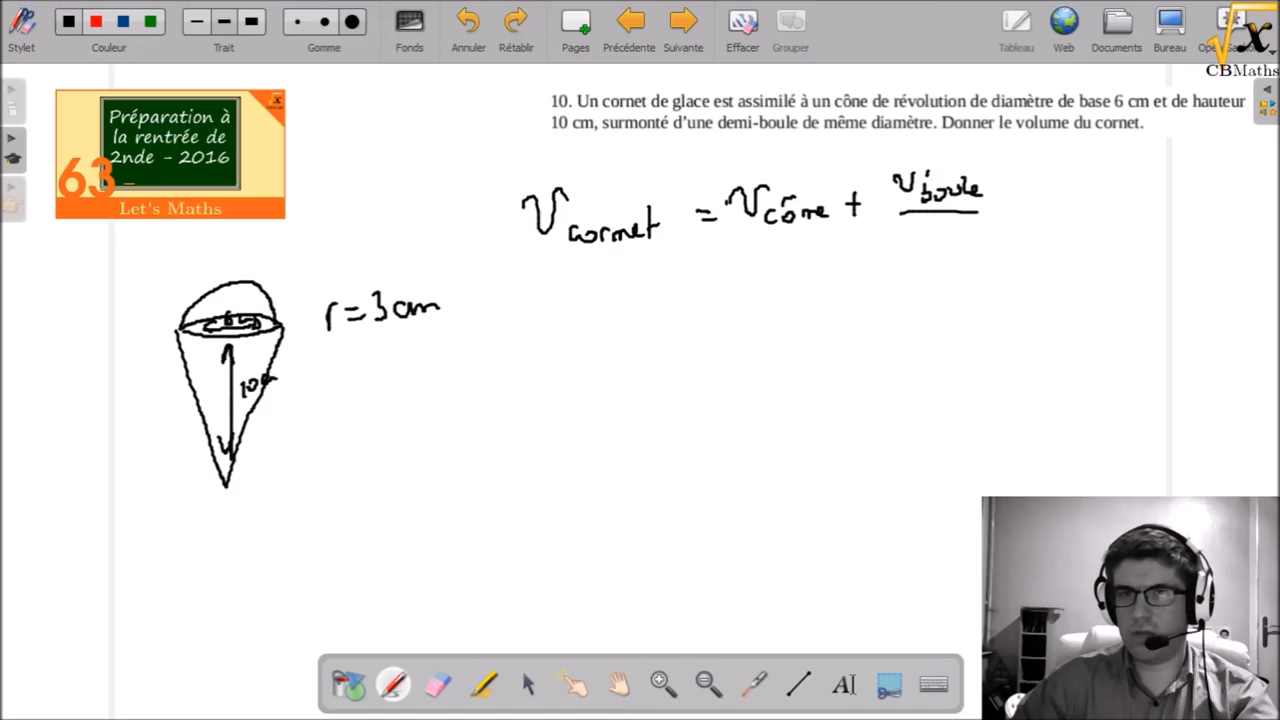 Stylet Couleur Trait Gomme Fonds Annuler Rétablir Pages Précédente Suivante Effacer Grouper Tableau Web Documents Bureau
CBMaths
Préparation à
la rentrée de
2nde - 2016
63
Let's Maths
10. Un cornet de glace est assimilé à un cône de révolution de diamètre de base 6 cm et de hauteur
10 cm, surmonté d'une demi-boule de même diamètre. Donner le volume du cornet.
V cornet = V cône + V boule
r = 3 cm